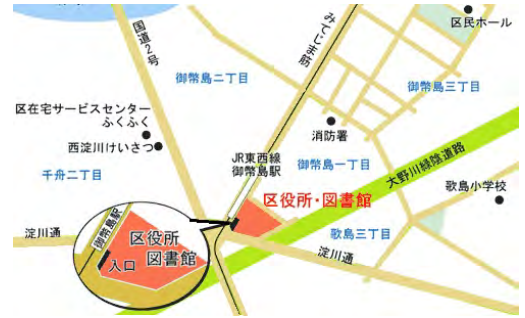 区民ホール
国道2号
みてじま筋
御幣島二丁目
御幣島三丁目
区在宅サービスセンター
ふくふく
西淀川けいさつ
消防署
JR東西線
御幣島駅
御幣島一丁目
大野川緑陰道路
千舟二丁目
区役所・図書館
歌島小学校
淀川通
御幣島駅
区役所
図書館
入口
歌島三丁目
淀川通